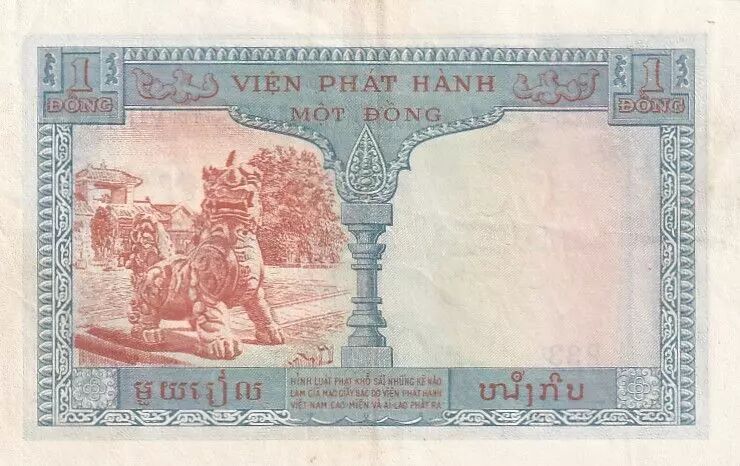 1 VIỆN PHÁT HÀNH 1
ĐỒNG MỘT ĐỒNG ĐỒNG
មួយរៀល
HÌNH LUẬT PHẠT KHỔ SAI NHỮNG KẺ NÀO
LÀM GIẢ MẠO GIẤY BẠC DO VIỆN PHÁT HÀNH
VIỆT NAM CAO MIÊN VÀ AI LAO PHÁT RA
ໜຶ່ງກີບ